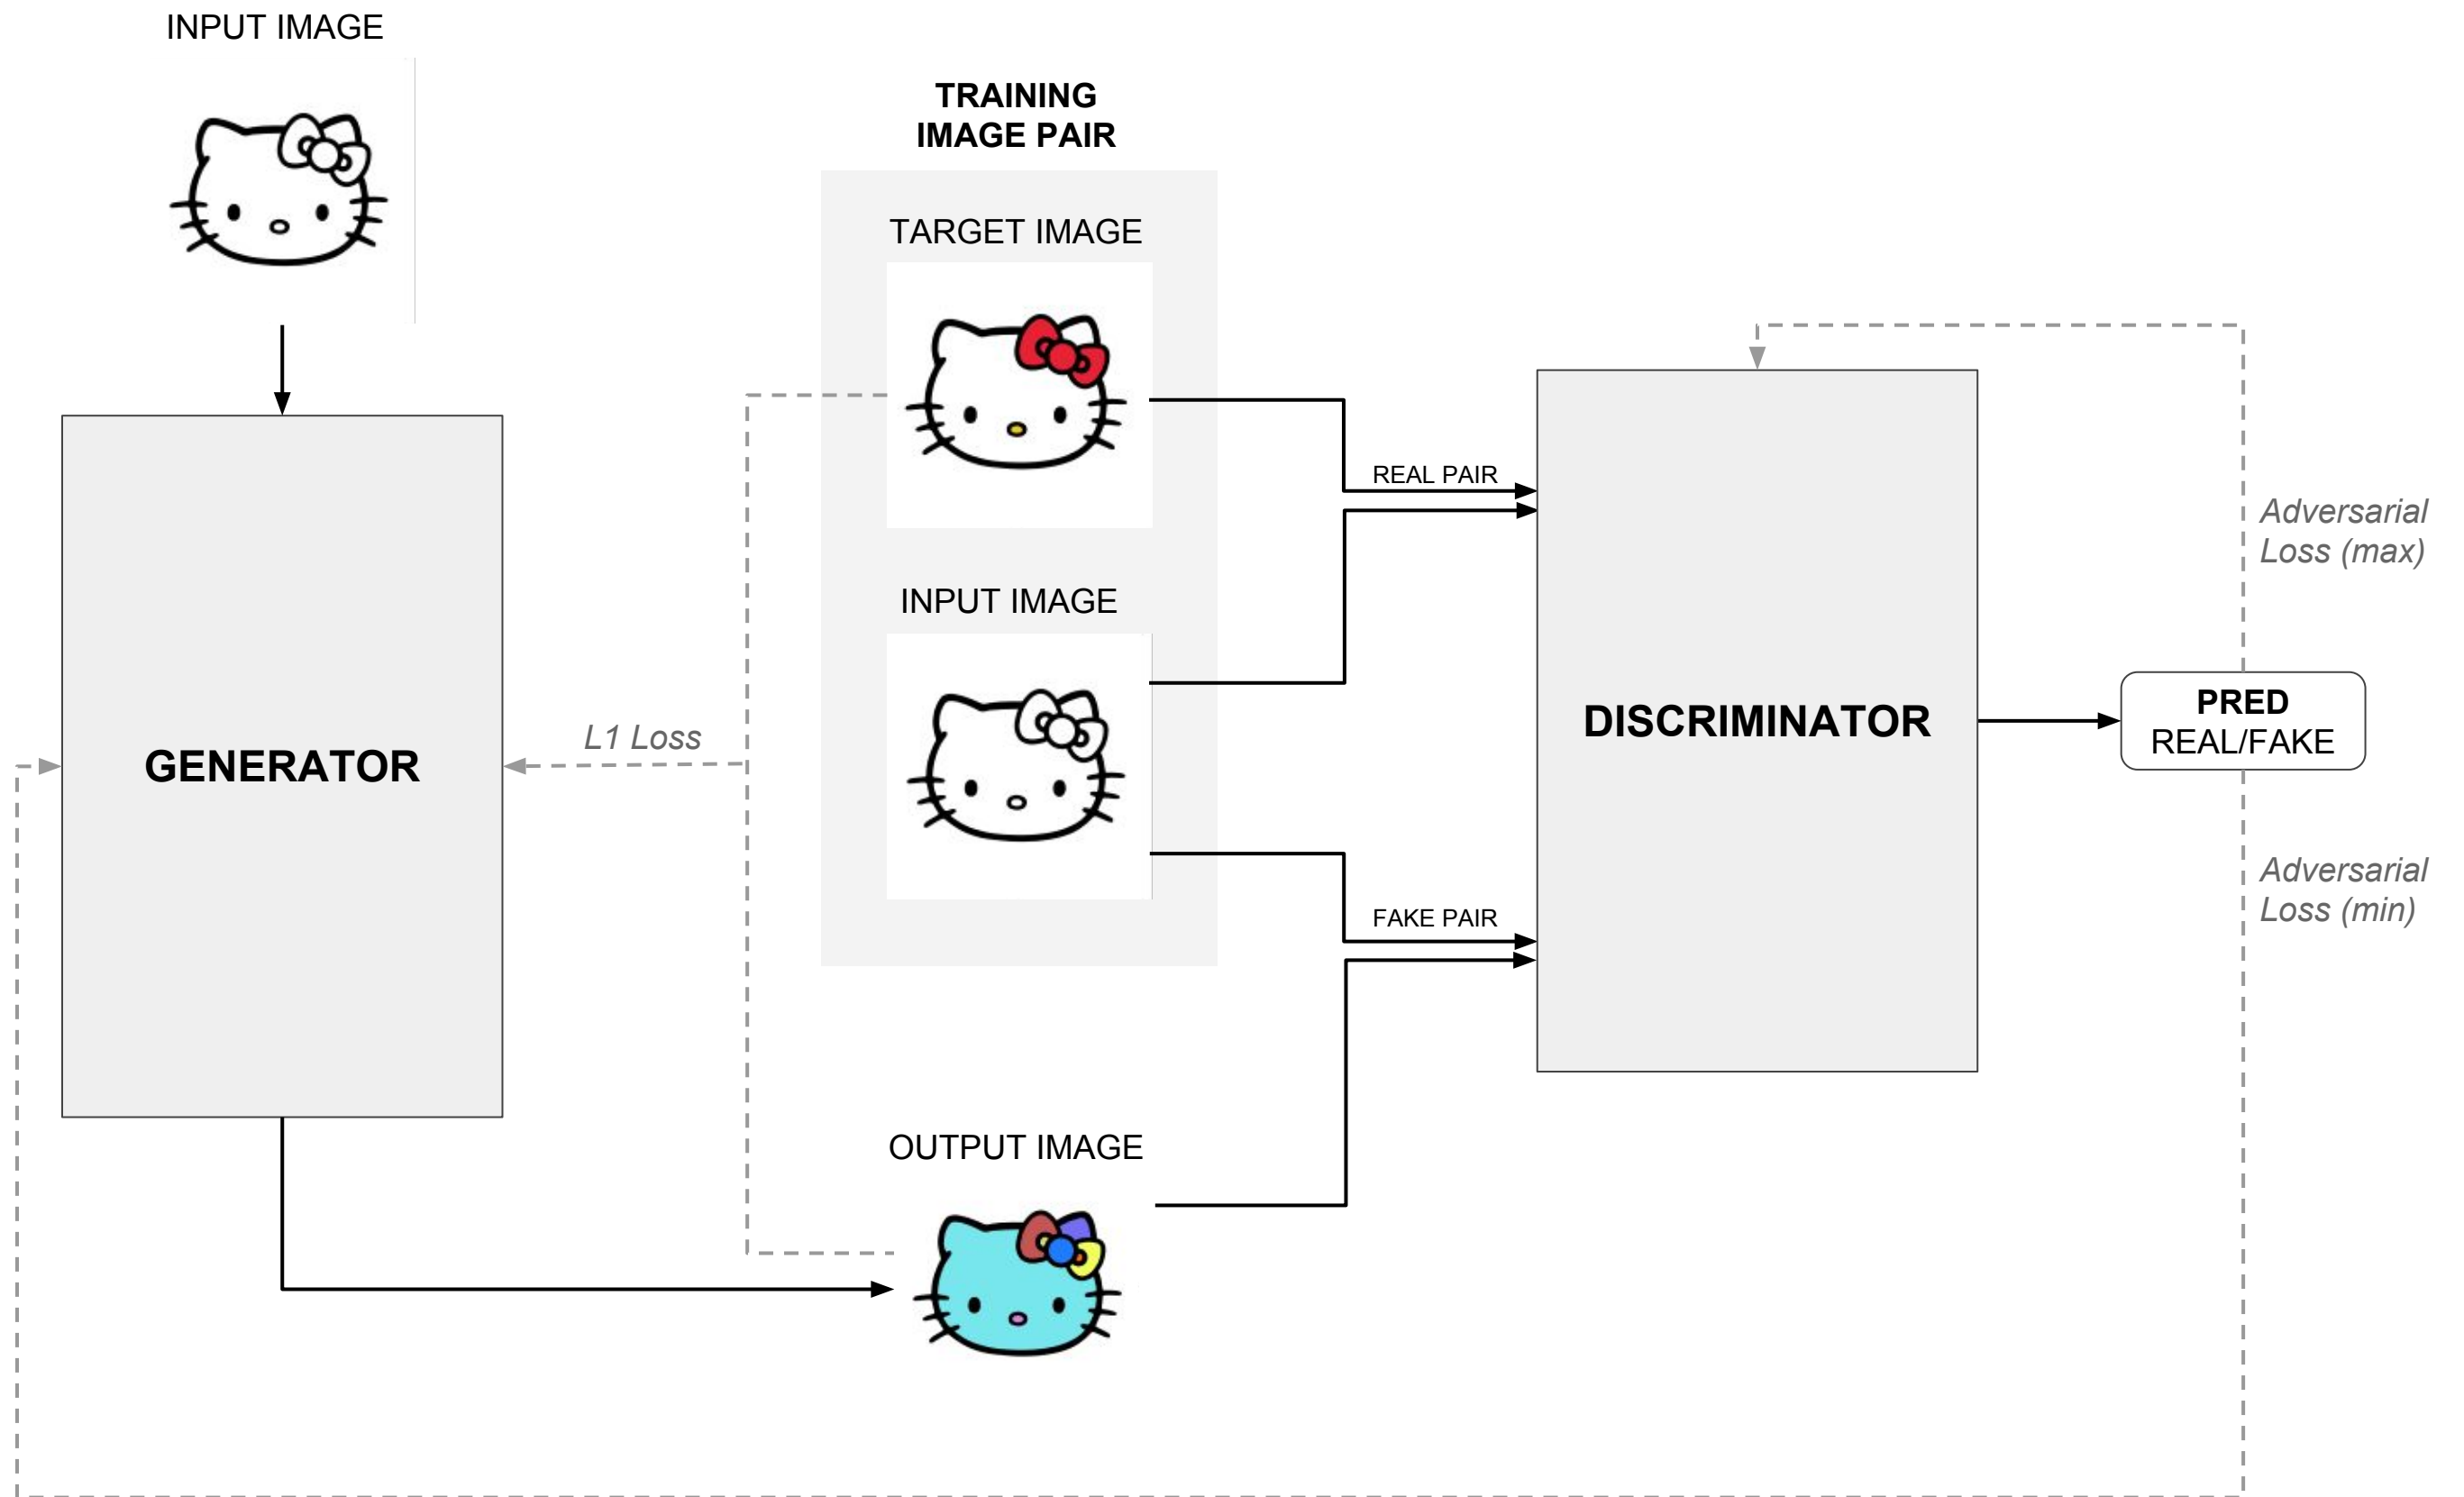 INPUT IMAGE
TRAINING
IMAGE PAIR
TARGET IMAGE
REAL PAIR
Adversarial
Loss (max)
INPUT IMAGE
GENERATOR
L1 Loss
DISCRIMINATOR
PRED
REAL/FAKE
Adversarial
Loss (min)
FAKE PAIR
OUTPUT IMAGE